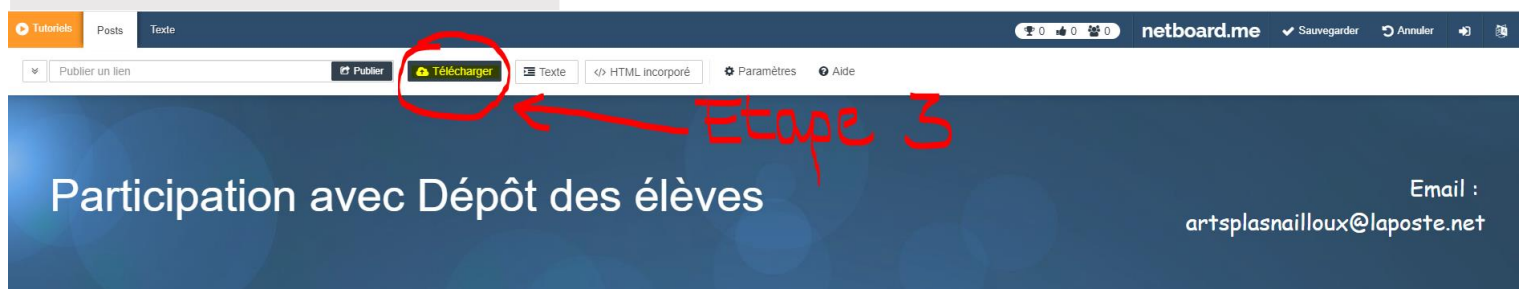 Tutoriels Posts Texte 0 0 0 netboard.me Sauvegarder Annuler
Publier un lien Publier Télécharger Texte </> HTML incorporé Paramètres Aide
Etape 3
Participation avec Dépôt des élèves
Email :
artsplasnailloux@laposte.net